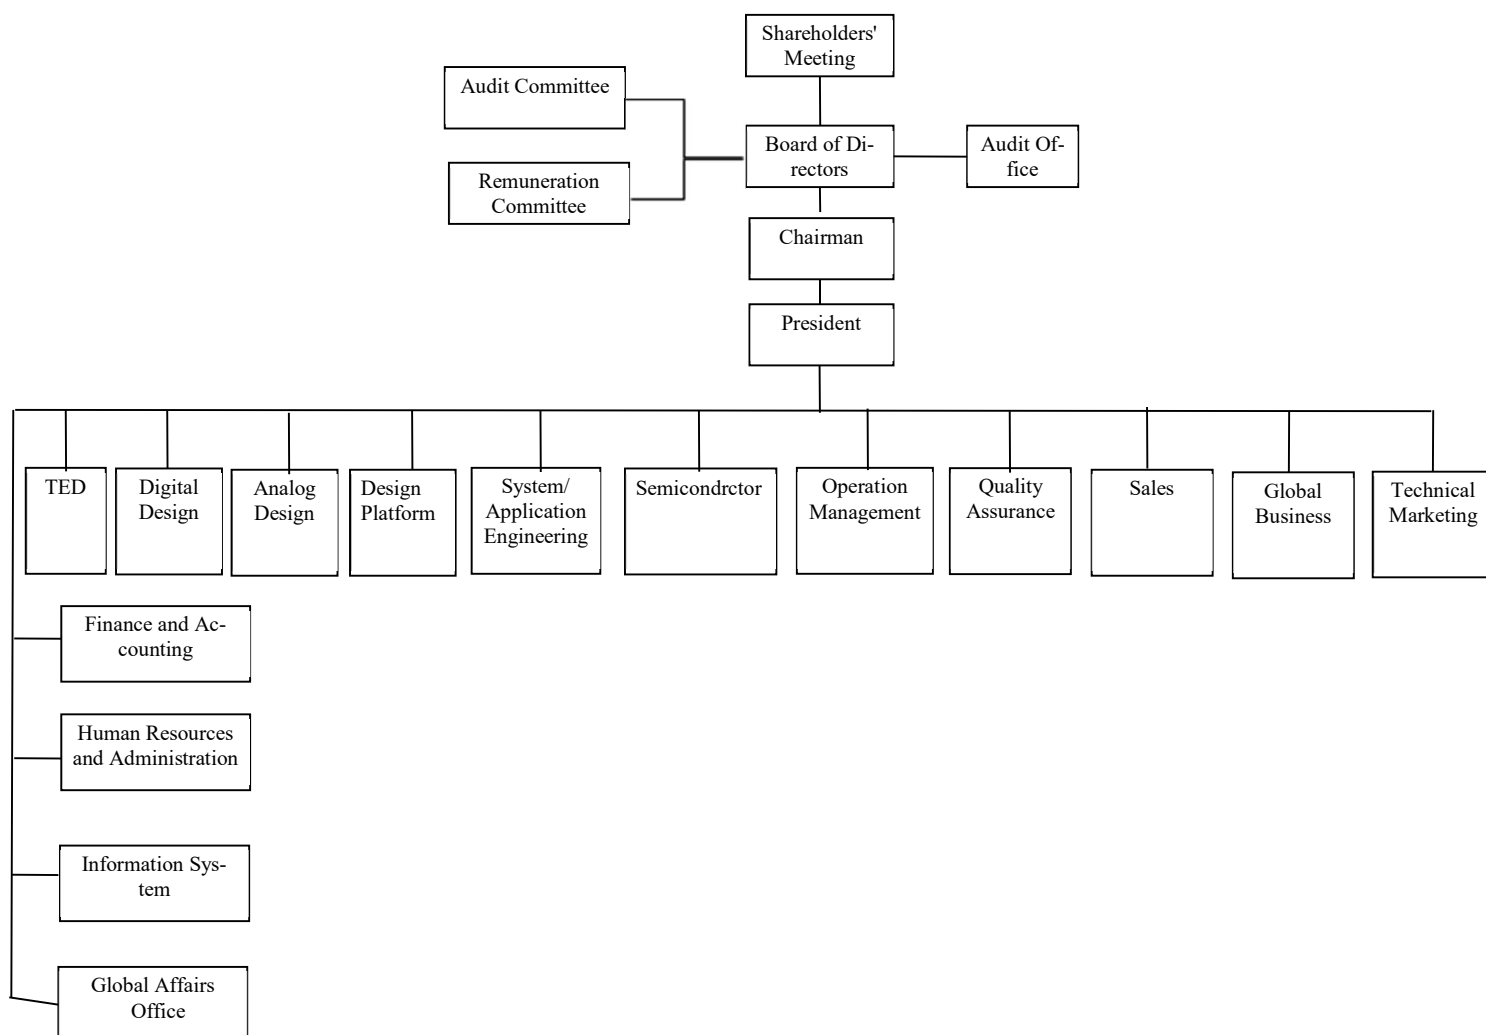 Shareholders'
Meeting
Audit Committee
Board of Di-
rectors
Audit Of-
fice
Remuneration
Committee
Chairman
President
TED
Digital
Design
Analog
Design
Design
Platform
System/
Application
Engineering
Semicondrctor
Operation
Management
Quality
Assurance
Sales
Global
Business
Technical
Marketing
Finance and Ac-
counting
Human Resources
and Administration
Information Sys-
tem
Global Affairs
Office